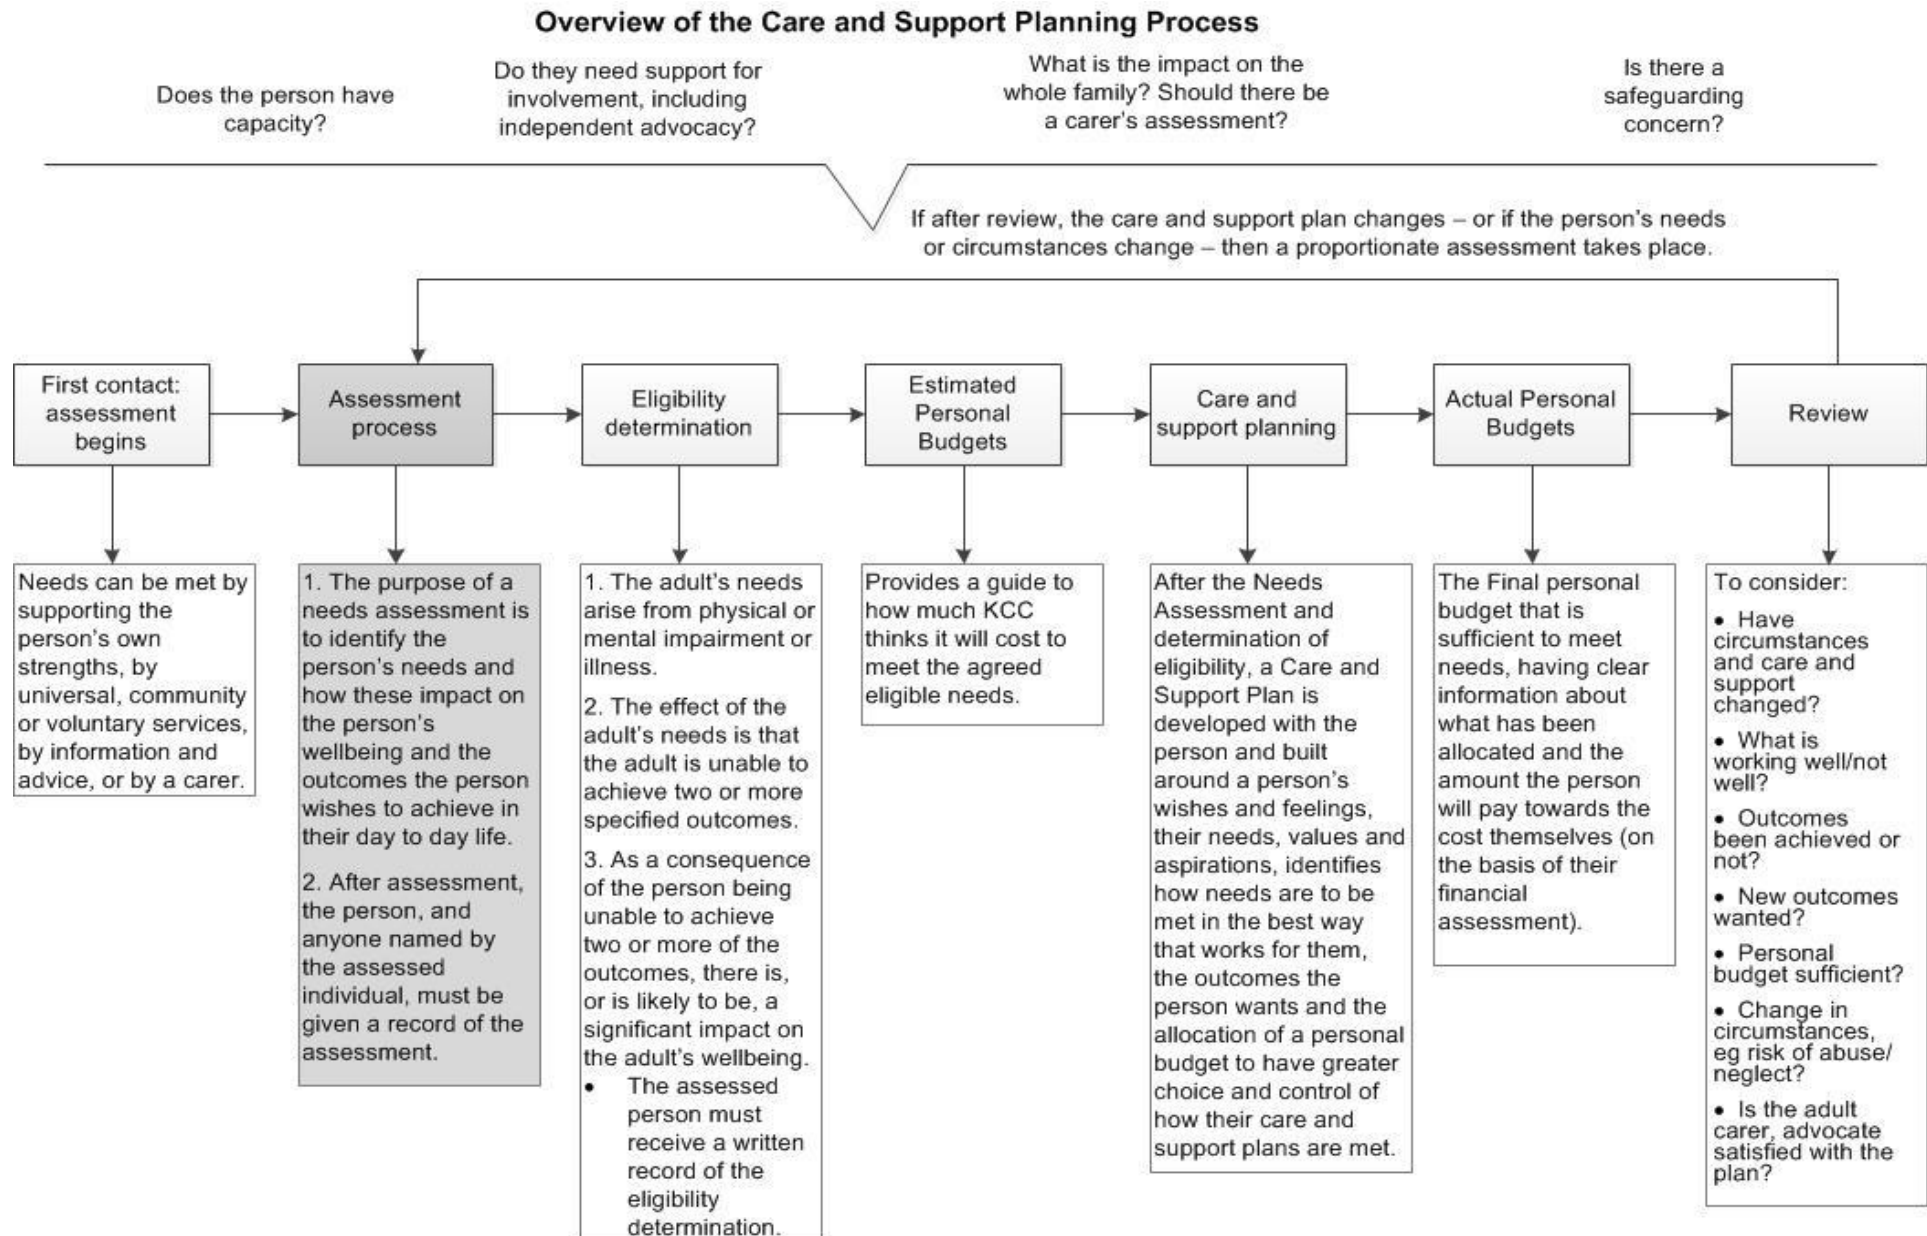 Overview of the Care and Support Planning Process
Does the person have
capacity?
Do they need support for
involvement, including
independent advocacy?
What is the impact on the
whole family? Should there be
a carer's assessment?
Is there a
safeguarding
concern?
If after review, the care and support plan changes – or if the person's needs
or circumstances change – then a proportionate assessment takes place.
First contact:
assessment
begins
Assessment
process
Eligibility
determination
Estimated
Personal
Budgets
Care and
support planning
Actual Personal
Budgets
Review
Needs can be met by
supporting the
person's own
strengths, by
universal, community
or voluntary services,
by information and
advice, or by a carer.
1. The purpose of a
needs assessment is
to identify the
person's needs and
how these impact on
the person's
wellbeing and the
outcomes the person
wishes to achieve in
their day to day life.
2. After assessment,
the person, and
anyone named by
the assessed
individual, must be
given a record of the
assessment.
1. The adult's needs
arise from physical or
mental impairment or
illness.
2. The effect of the
adult's needs is that
the adult is unable to
achieve two or more
specified outcomes.
3. As a consequence
of the person being
unable to achieve
two or more of the
outcomes, there is,
or is likely to be, a
significant impact on
the adult's wellbeing.
• The assessed
person must
receive a written
record of the
eligibility
determination.
Provides a guide to
how much KCC
thinks it will cost to
meet the agreed
eligible needs.
After the Needs
Assessment and
determination of
eligibility, a Care and
Support Plan is
developed with the
person and built
around a person's
wishes and feelings,
their needs, values and
aspirations, identifies
how needs are to be
met in the best way
that works for them,
the outcomes the
person wants and the
allocation of a personal
budget to have greater
choice and control of
how their care and
support plans are met.
The Final personal
budget that is
sufficient to meet
needs, having clear
information about
what has been
allocated and the
amount the person
will pay towards the
cost themselves (on
the basis of their
financial
assessment).
To consider:
• Have
circumstances
and care and
support
changed?
• What is
working well/not
well?
• Outcomes
been achieved or
not?
• New outcomes
wanted?
• Personal
budget sufficient?
• Change in
circumstances,
eg risk of abuse/
neglect?
• Is the adult
carer, advocate
satisfied with the
plan?